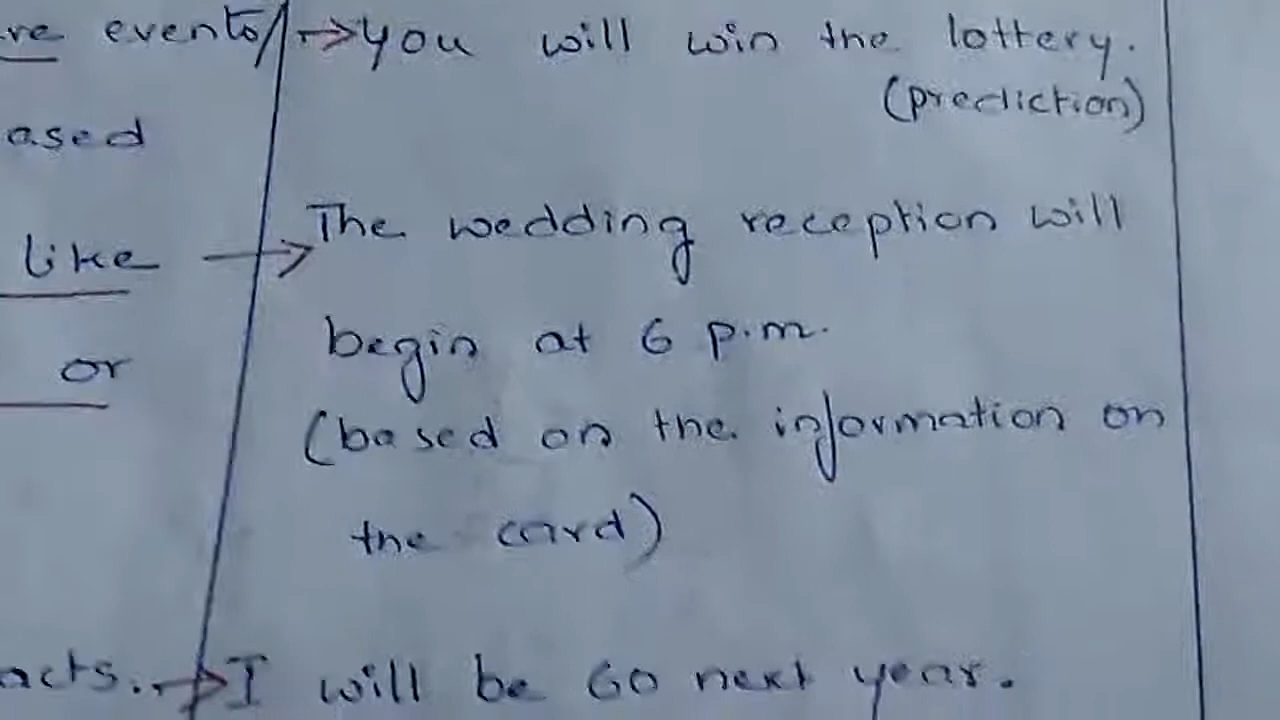 re events/ → you will win the lottery.
(prediction)
ased
The wedding reception will
like →
begin at 6 p.m.
or
(based on the information on
the card)
acts. → I will be 60 next year.